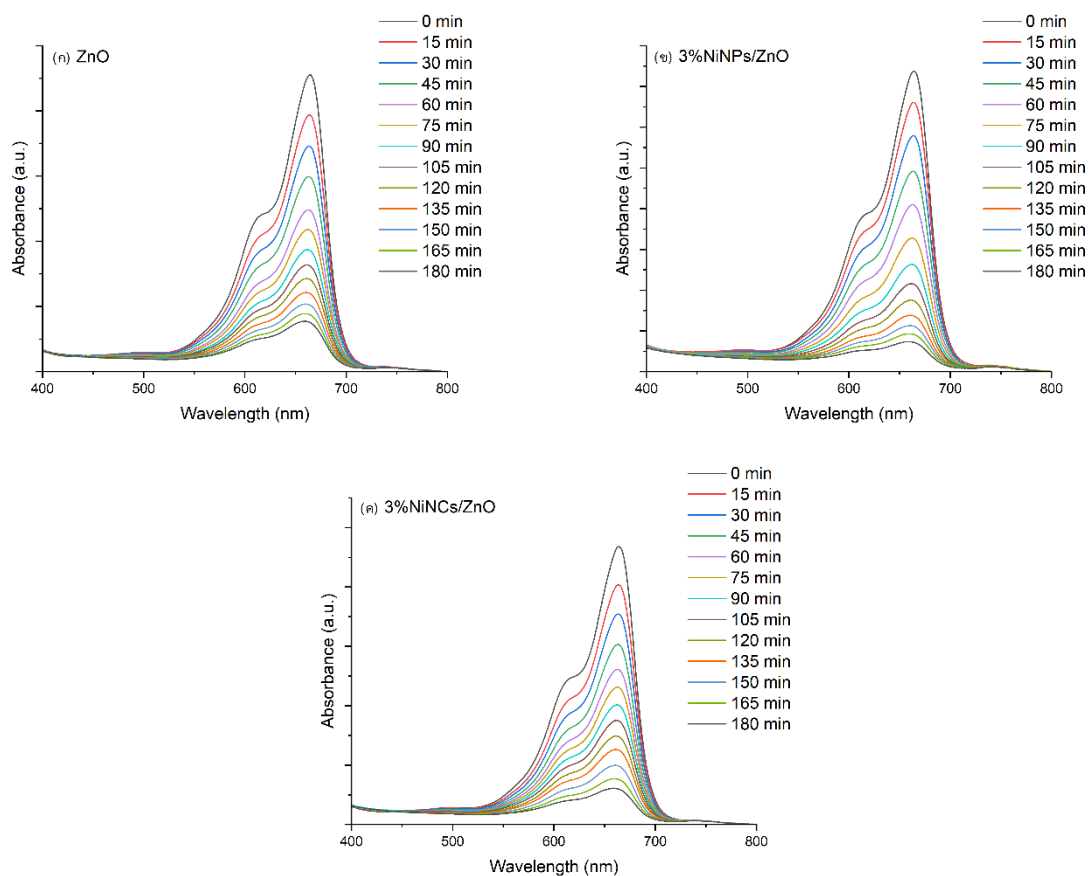 (ก) ZnO
0 min
15 min
30 min
45 min
60 min
75 min
90 min
105 min
120 min
135 min
150 min
165 min
180 min
Absorbance (a.u.)
400 500 600 700 800
Wavelength (nm)
(ข) 3%NiNPs/ZnO
0 min
15 min
30 min
45 min
60 min
75 min
90 min
105 min
120 min
135 min
150 min
165 min
180 min
Absorbance (a.u.)
400 500 600 700 800
Wavelength (nm)
(ค) 3%NiNCs/ZnO
0 min
15 min
30 min
45 min
60 min
75 min
90 min
105 min
120 min
135 min
150 min
165 min
180 min
Absorbance (a.u.)
400 500 600 700 800
Wavelength (nm)